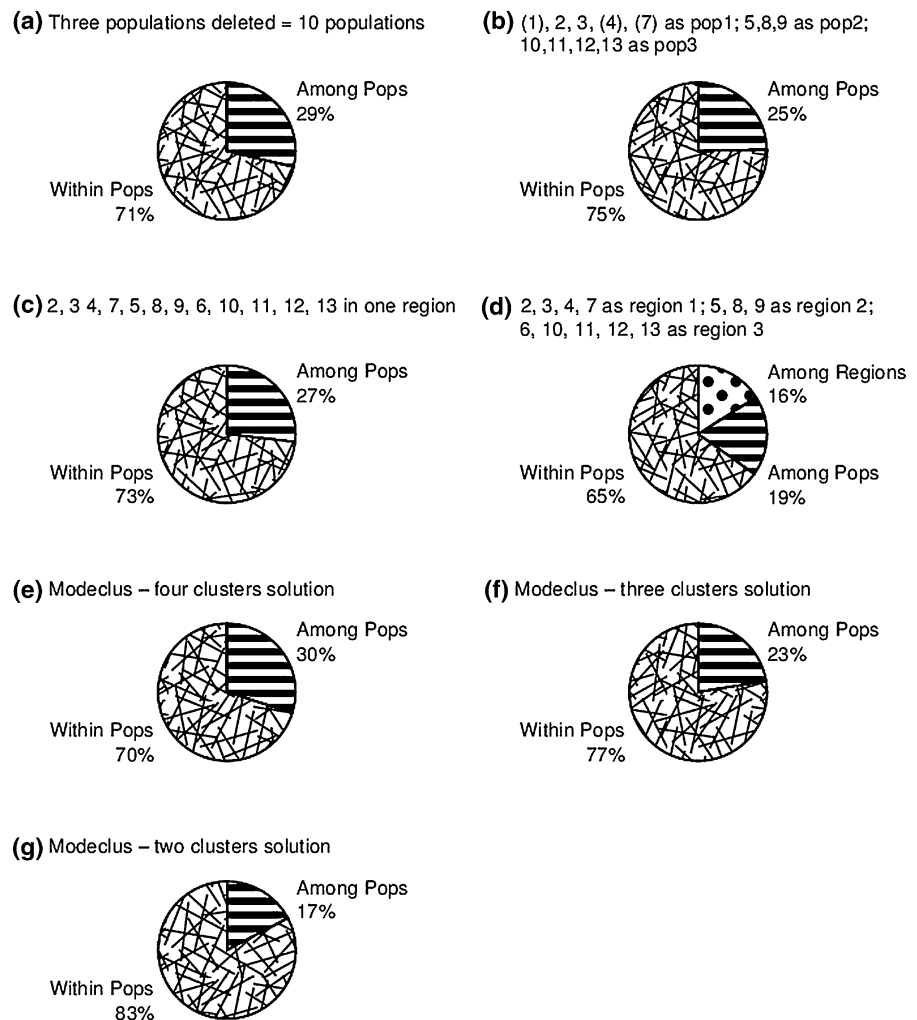 (a) Three populations deleted = 10 populations
Among Pops
29%
Within Pops
71%
(b) (1), 2, 3, (4), (7) as pop1; 5,8,9 as pop2;
10,11,12,13 as pop3
Among Pops
25%
Within Pops
75%
(c) 2, 3 4, 7, 5, 8, 9, 6, 10, 11, 12, 13 in one region
Among Pops
27%
Within Pops
73%
(d) 2, 3, 4, 7 as region 1; 5, 8, 9 as region 2;
6, 10, 11, 12, 13 as region 3
Among Regions
16%
Within Pops
65%
Among Pops
19%
(e) Modeclus – four clusters solution
Among Pops
30%
Within Pops
70%
(f) Modeclus – three clusters solution
Among Pops
23%
Within Pops
77%
(g) Modeclus – two clusters solution
Among Pops
17%
Within Pops
83%